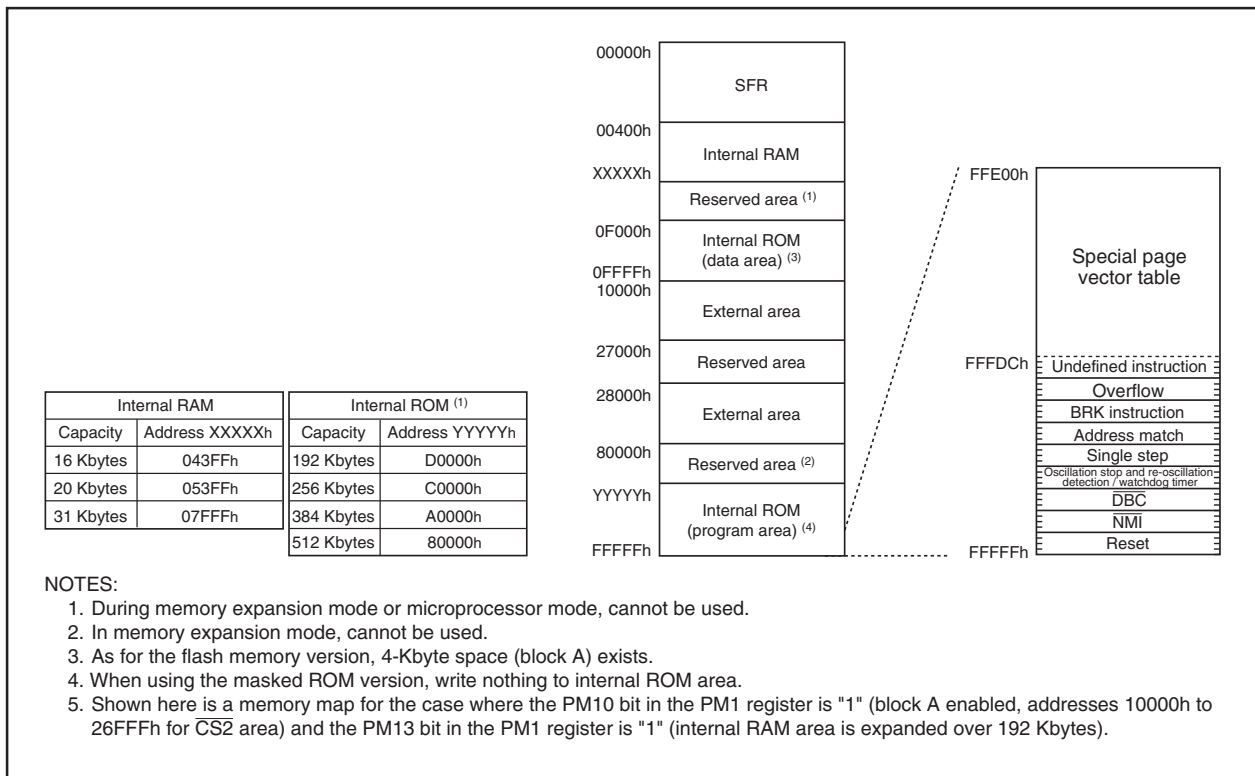 00000h
SFR
00400h
Internal RAM
XXXXXh
Reserved area (1)
0F000h
Internal ROM
(data area) (3)
0FFFFh
10000h
External area
27000h
Reserved area
28000h
External area
80000h
Reserved area (2)
YYYYYh
Internal ROM
(program area) (4)
FFFFFh
FFE00h
Special page
vector table
FFFDCh
Undefined instruction
Overflow
BRK instruction
Address match
Single step
Oscillation stop and re-oscillation
detection / watchdog timer
DBC
NMI
Reset
FFFFFh
Internal RAM
Capacity Address XXXXXh
16 Kbytes 043FFh
20 Kbytes 053FFh
31 Kbytes 07FFFh
Internal ROM (1)
Capacity Address YYYYYh
192 Kbytes D0000h
256 Kbytes C0000h
384 Kbytes A0000h
512 Kbytes 80000h
NOTES:
1. During memory expansion mode or microprocessor mode, cannot be used.
2. In memory expansion mode, cannot be used.
3. As for the flash memory version, 4-Kbyte space (block A) exists.
4. When using the masked ROM version, write nothing to internal ROM area.
5. Shown here is a memory map for the case where the PM10 bit in the PM1 register is "1" (block A enabled, addresses 10000h to
26FFFh for CS2 area) and the PM13 bit in the PM1 register is "1" (internal RAM area is expanded over 192 Kbytes).